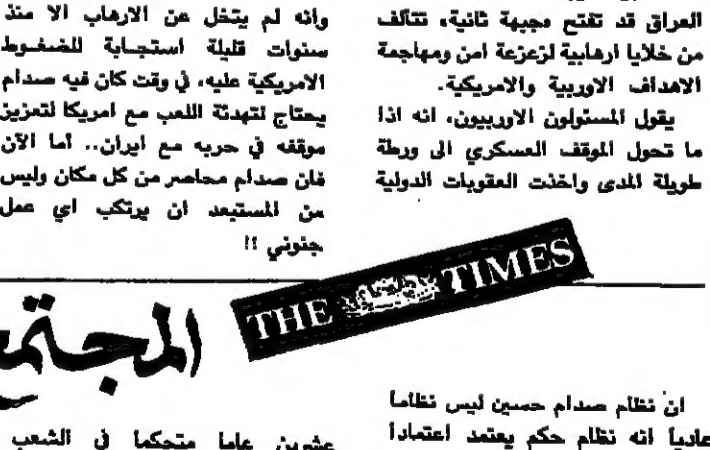 العراق قد تفتح «جبهة ثانية، تتألف
من خلايا ارهابية لزعزعة امن ومهاجمة
الاهداف الاوربية والامريكية.
يقول المسئولون الاوربيون، انه اذا
ما تحول الموقف العسكري الى ورطة
طويلة المدى واخذت العقوبات الدولية
وانه لم يتخل عن الارهاب الا منذ
سنوات قليلة استجابة للضغوط
الامريكية عليه، في وقت كان فيه صدام
يحتاج لتهدئة اللعب مع امريكا لتعزيز
موقفه في حربه مع ايران.. أما الآن
فان صدام محاصر من كل مكان وليس
من المستبعد ان يرتكب اي عمل
جنوني !!
THE TIMES
ان نظام صدام حسين ليس نظاما
عادياً انه نظام حكم يعتمد اعتمادا
عشرين عاما متحكما في الشعب